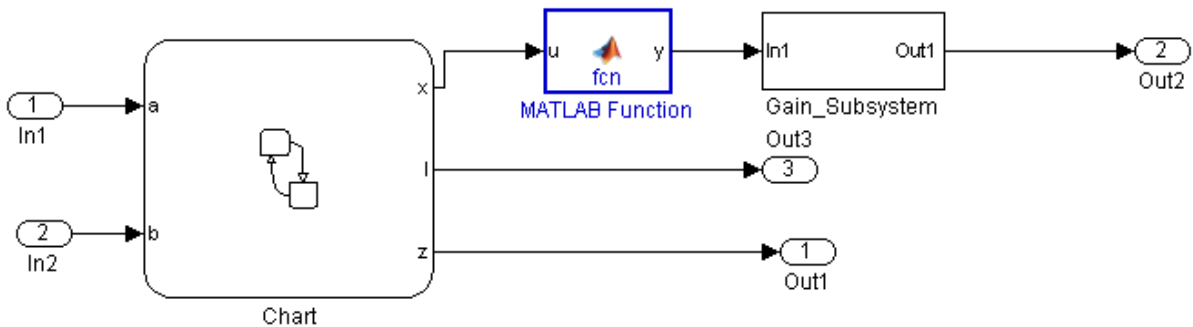 1
In1
2
In2
a
b
x
l
z
Chart
u
fcn
y
MATLAB Function
In1
Out1
Gain_Subsystem
2
Out2
Out3
3
1
Out1